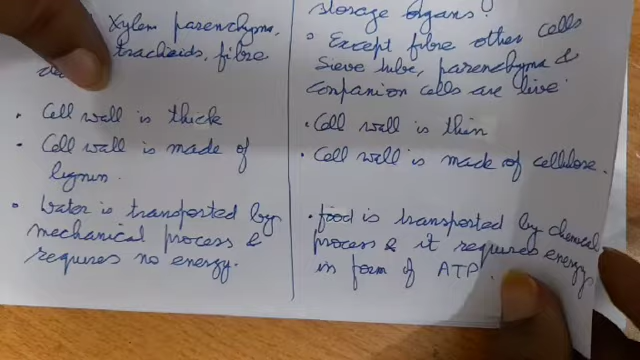 Xylem parenchyma,
tracheids, fibre
• Cell wall is thick
• Cell wall is made of
lignin.
• Water is transported by
mechanical process &
requires no energy.
storage organs.
• Except fibre other cells
Sieve tube, parenchyma &
companion cells are live.
• Cell wall is thin
• Cell wall is made of cellulose.
• food is transported by chemical
process & it requires energy
in form of ATP.